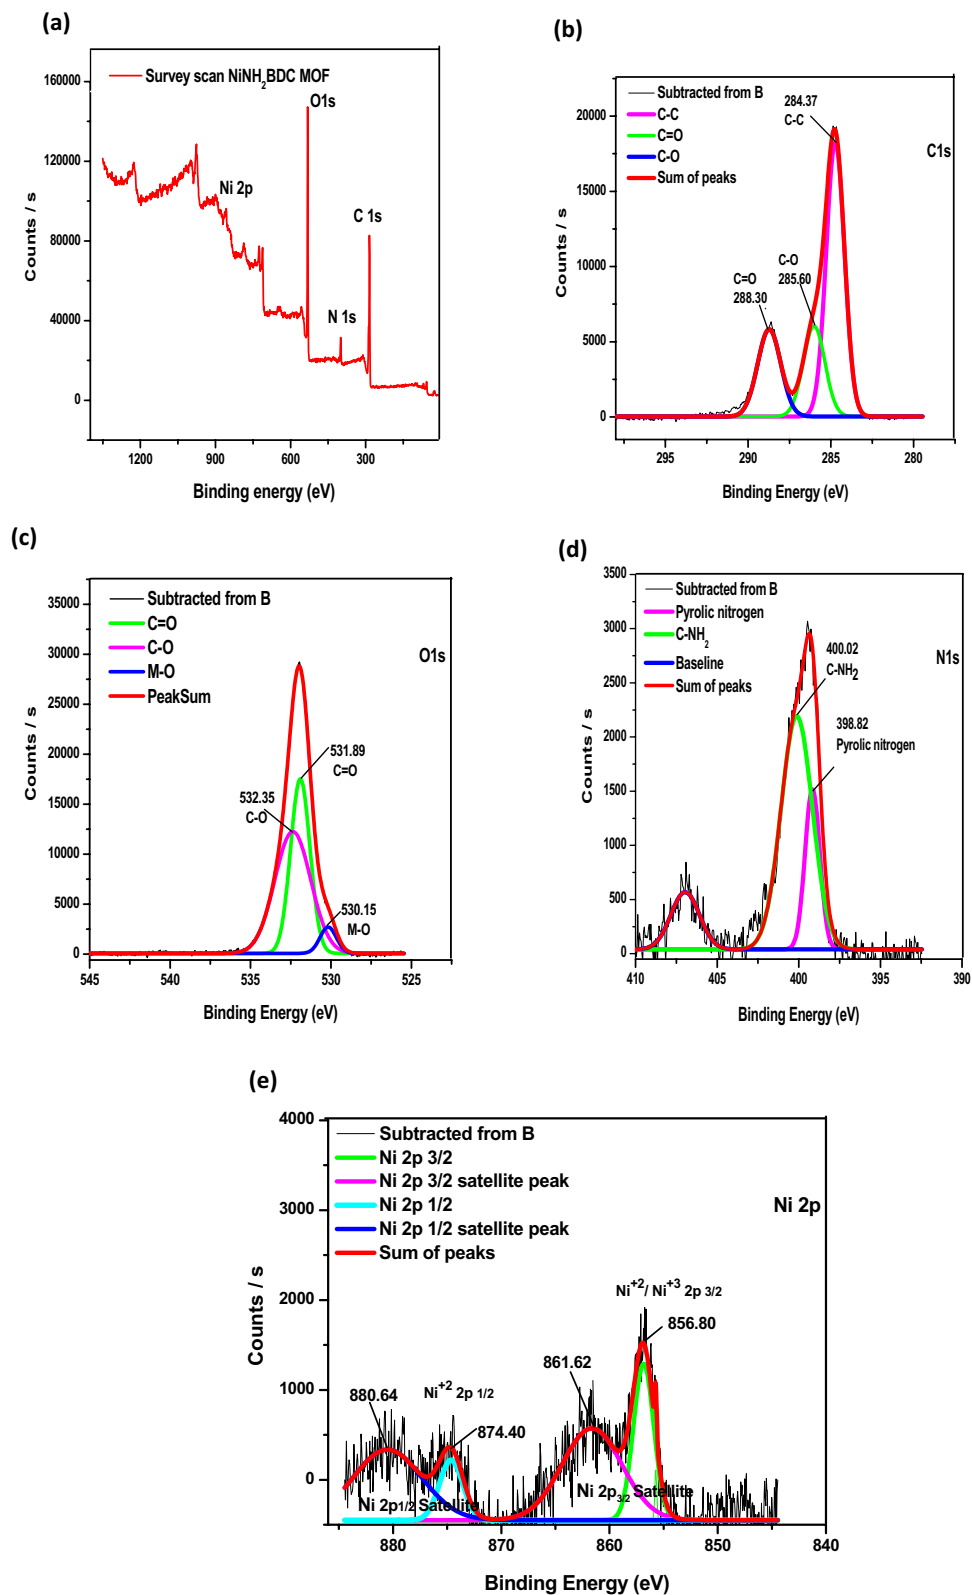 (a)
Survey scan NiNH2BDC MOF
O1s
Ni 2p
C 1s
N 1s
160000
120000
80000
40000
0
Counts / s
1200 900 600 300
Binding energy (eV)
(b)
Subtracted from B
C-C
C=O
C-O
Sum of peaks
284.37
C-C
C1s
C-O
285.60
C=O
288.30
20000
15000
10000
5000
0
Counts / s
295 290 285 280
Binding Energy (eV)
(c)
Subtracted from B
C=O
C-O
M-O
PeakSum
O1s
531.89
C=O
532.35
C-O
530.15
M-O
35000
30000
25000
20000
15000
10000
5000
0
Counts / s
545 540 535 530 525
Binding Energy (eV)
(d)
Subtracted from B
Pyrolic nitrogen
C-NH2
Baseline
Sum of peaks
N1s
400.02
C-NH2
398.82
Pyrolic nitrogen
3500
3000
2500
2000
1500
1000
500
0
Counts / s
410 405 400 395 390
Binding Energy (eV)
(e)
Subtracted from B
Ni 2p 3/2
Ni 2p 3/2 satellite peak
Ni 2p 1/2
Ni 2p 1/2 satellite peak
Sum of peaks
Ni 2p
Ni+2/ Ni+3 2p 3/2
856.80
861.62
Ni+2 2p 1/2
880.64
874.40
Ni 2p1/2 Satellite
Ni 2p3/2 Satellite
4000
3000
2000
1000
0
Counts / s
880 870 860 850 840
Binding Energy (eV)